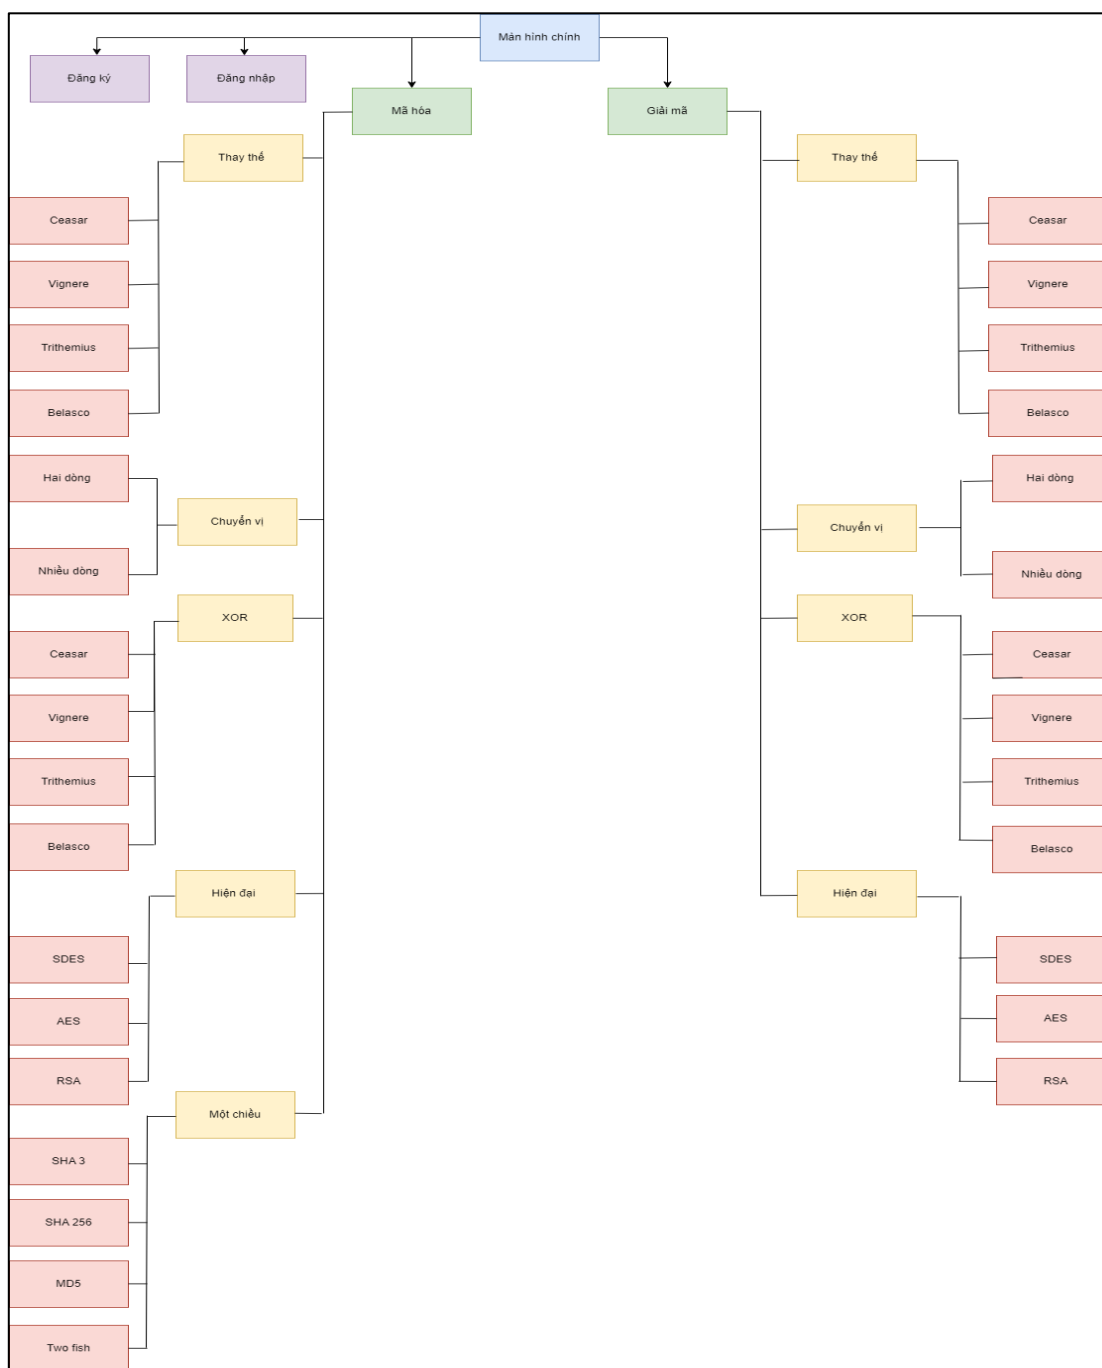 Màn hình chính
Đăng ký
Đăng nhập
Mã hóa
Giải mã
Thay thế
Ceasar
Vignere
Trithemius
Belasco
Hai dòng
Chuyển vị
Nhiều dòng
XOR
Ceasar
Vignere
Trithemius
Belasco
Hiện đại
SDES
AES
RSA
Một chiều
SHA 3
SHA 256
MD5
Two fish
Thay thế
Ceasar
Vignere
Trithemius
Belasco
Hai dòng
Chuyển vị
Nhiều dòng
XOR
Ceasar
Vignere
Trithemius
Belasco
Hiện đại
SDES
AES
RSA